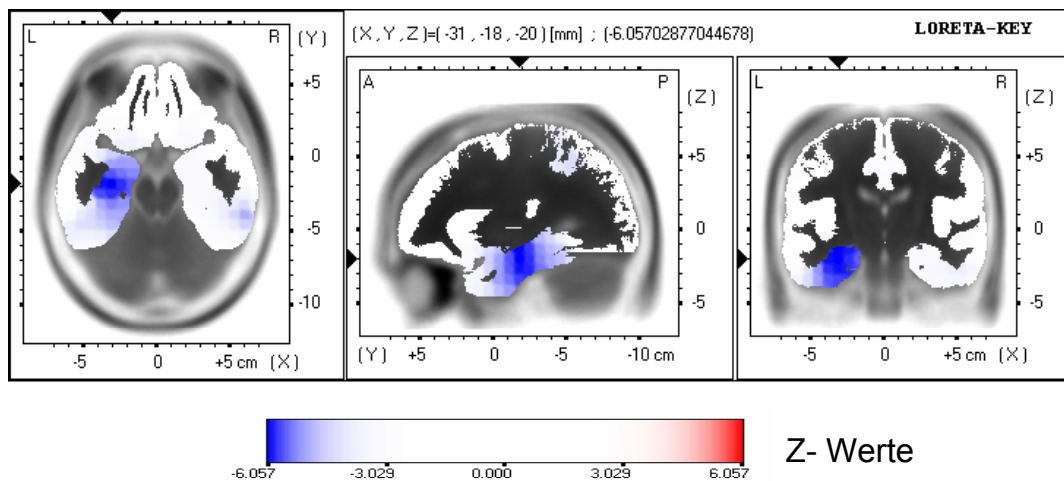 (X, Y, Z)=( -31 , -18 , -20 ) [mm] ; (-6.05702877044678)
LORETA-KEY
L R (Y)
+5
0
-5
-10
-5 0 +5 cm (X)
A P (Z)
+5
0
-5
(Y) +5 0 -5 -10 cm
L R (Z)
+5
0
-5
-5 0 +5 cm (X)
-6.057 -3.029 0.000 3.029 6.057
Z- Werte